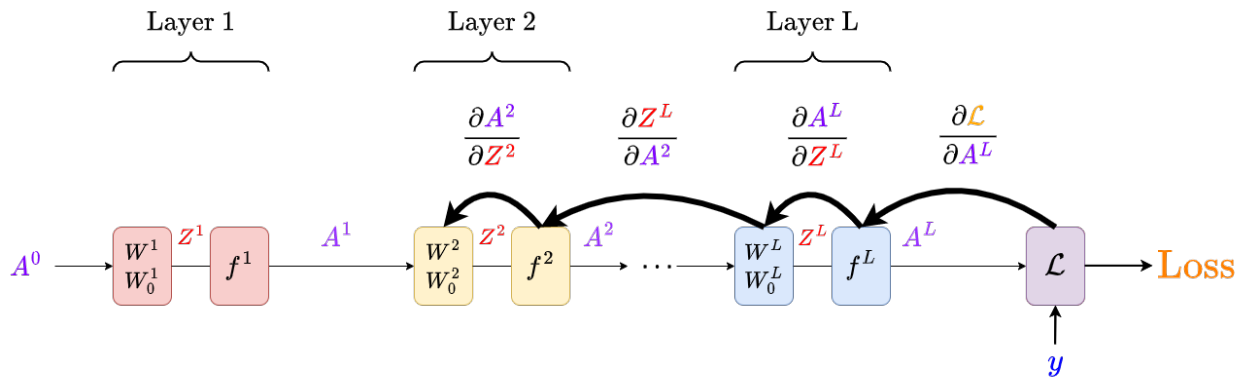 Layer 1 Layer 2 Layer L
∂A² / ∂Z² ∂Z^L / ∂A² ∂A^L / ∂Z^L ∂ℒ / ∂A^L
A⁰ W¹ W₀¹ Z¹ f¹ A¹ W² W₀² Z² f² A² ... W^L W₀^L Z^L f^L A^L ℒ Loss
y